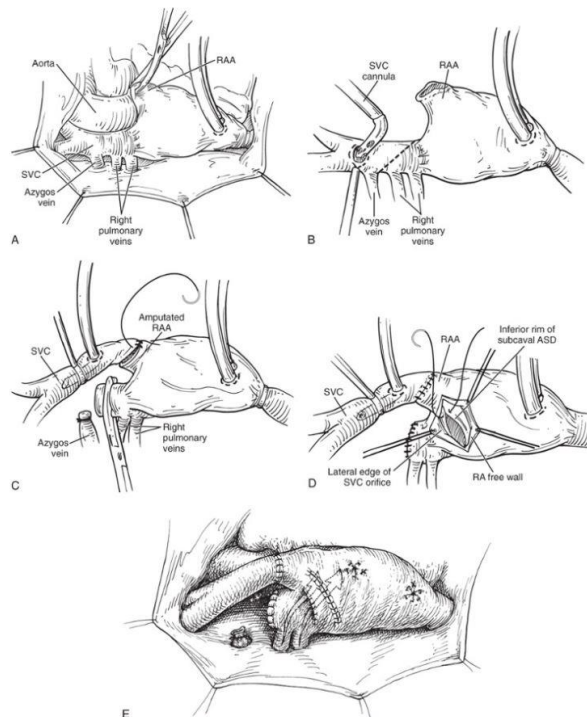 Aorta
RAA
SVC
Azygos
vein
Right
pulmonary
veins
A
SVC
cannula
RAA
Azygos
vein
Right
pulmonary
veins
B
Amputated
RAA
SVC
Azygos
vein
Right
pulmonary
veins
C
Inferior rim of
subcaval ASD
RAA
SVC
Lateral edge of
SVC orifice
RA free wall
D
E